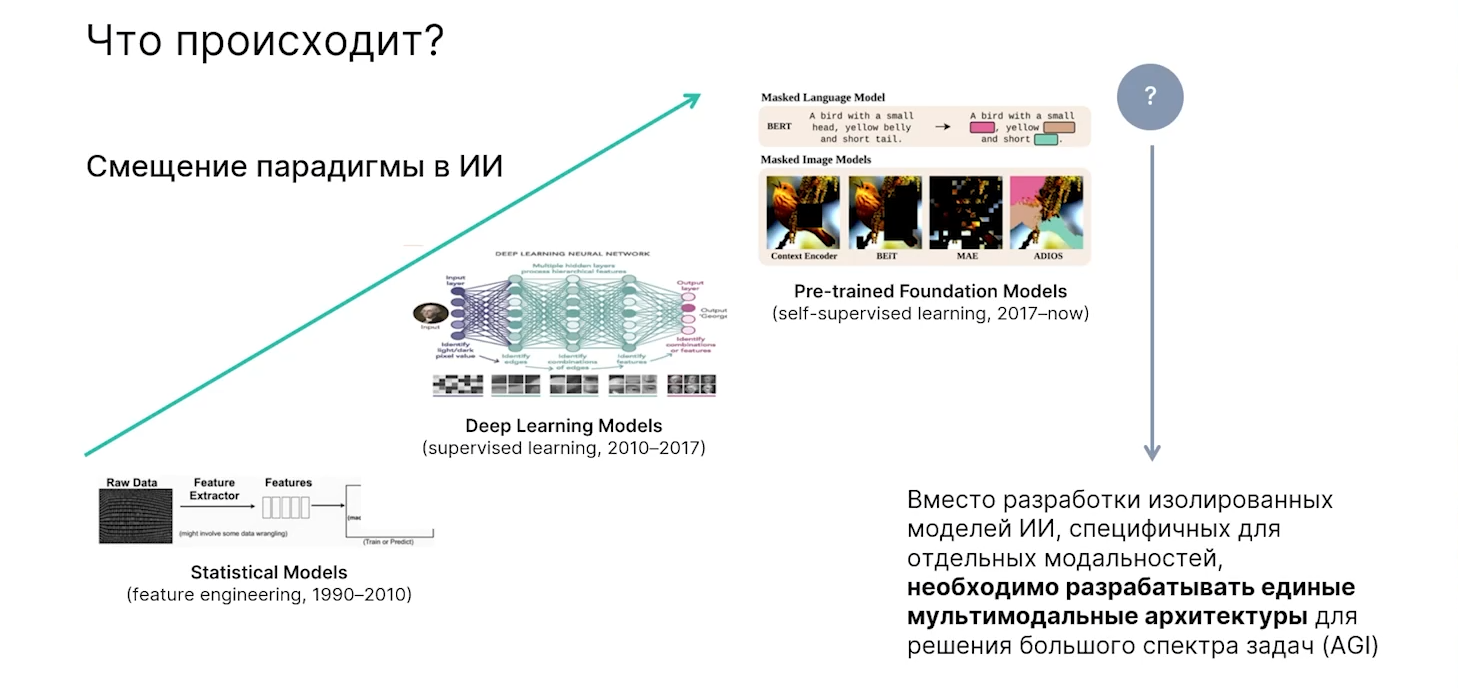 Что происходит?
Смещение парадигмы в ИИ
Masked Language Model
BERT
A bird with a small
head, yellow belly
and short tail.
A bird with a small
, yellow
and short .
Masked Image Models
Context Encoder
BEiT
MAE
ADIOS
Pre-trained Foundation Models
(self-supervised learning, 2017–now)
?
DEEP LEARNING NEURAL NETWORK
Multiple hidden layers
process hierarchical features
Input
layer
Output
layer
Input
Output
'George
Identify
light/dark
pixel value
Identify
edges
Identify
combinations
of edges
Identify
features
Identify
combinations
or features
Deep Learning Models
(supervised learning, 2010–2017)
Raw Data
Feature
Extractor
Features
(might involve some data wrangling)
(Train or Predict)
Statistical Models
(feature engineering, 1990–2010)
Вместо разработки изолированных
моделей ИИ, специфичных для
отдельных модальностей,
необходимо разрабатывать единые
мультимодальные архитектуры для
решения большого спектра задач (AGI)